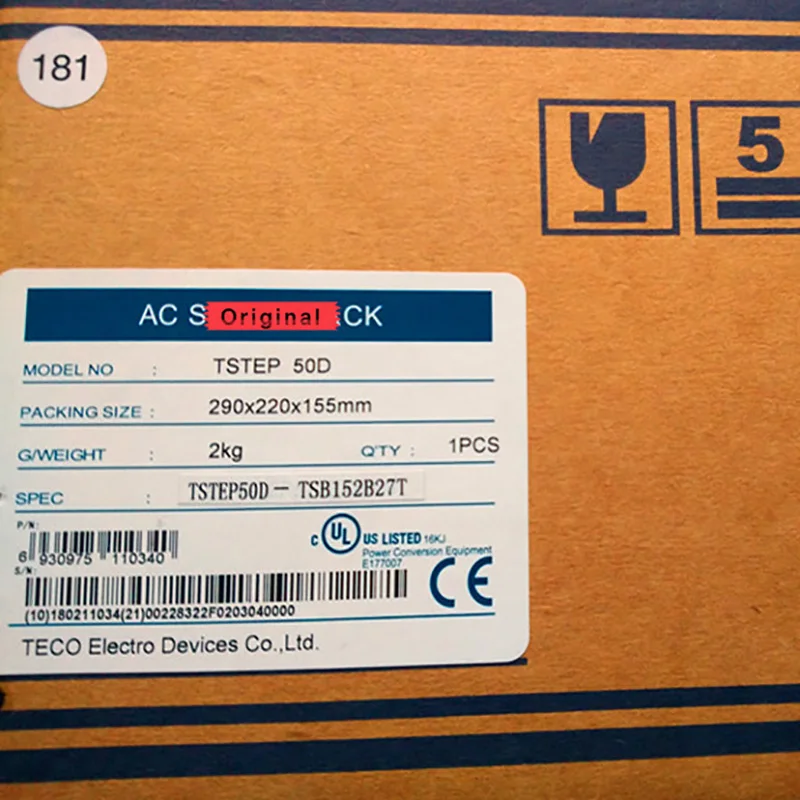 181
5
AC S Original CK
MODEL NO : TSTEP 50D
PACKING SIZE : 290x220x155mm
G/WEIGHT : 2kg Q'TY : 1PCS
SPEC : TSTEP50D- TSB152B27T
P/N:
6 930975 110340
c UL US LISTED 16KJ
Power Conversion Equipment
E177007
S/N:
CE
(10)180211034(21)00228322F0203040000
TECO Electro Devices Co.,Ltd.